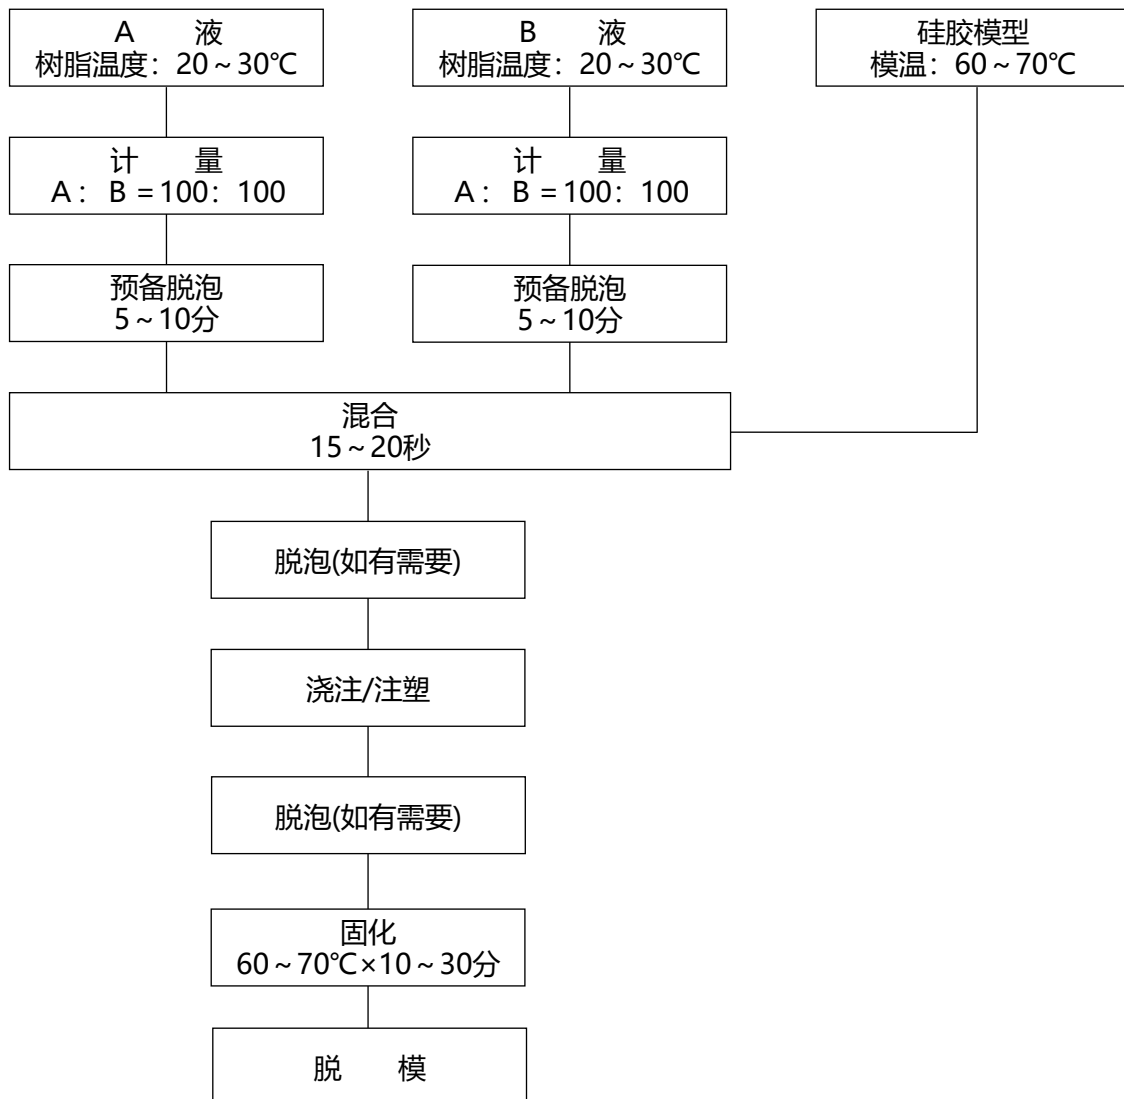 A 液
树脂温度：20～30℃
B 液
树脂温度：20～30℃
硅胶模型
模温：60～70℃
计 量
A：B＝100：100
计 量
A：B＝100：100
预备脱泡
5～10分
预备脱泡
5～10分
混合
15～20秒
脱泡(如有需要)
浇注/注塑
脱泡(如有需要)
固化
60～70℃×10～30分
脱 模